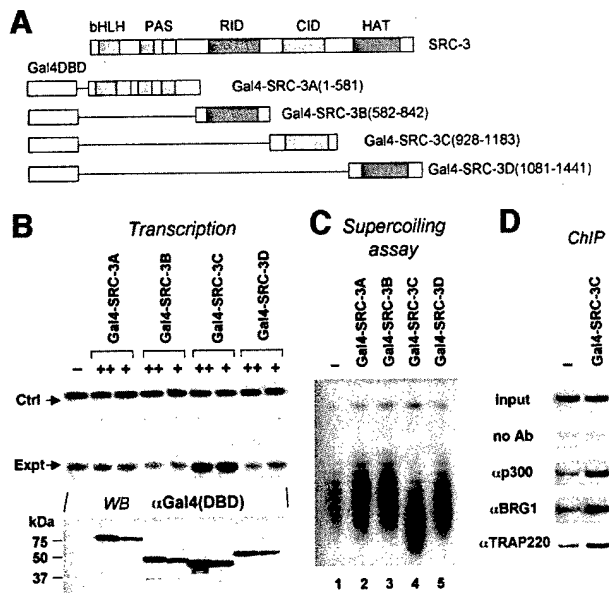 A
bHLH PAS RID CID HAT
SRC-3
Gal4DBD
Gal4-SRC-3A(1-581)
Gal4-SRC-3B(582-842)
Gal4-SRC-3C(928-1183)
Gal4-SRC-3D(1081-1441)
B
Transcription
Gal4-SRC-3A
Gal4-SRC-3B
Gal4-SRC-3C
Gal4-SRC-3D
– ++ + ++ + ++ + ++ +
Ctrl
Expt
WB αGal4(DBD)
kDa
75
50
37
C
Supercoiling
assay
– Gal4-SRC-3A Gal4-SRC-3B Gal4-SRC-3C Gal4-SRC-3D
1 2 3 4 5
D
ChIP
– Gal4-SRC-3C
input
no Ab
αp300
αBRG1
αTRAP220